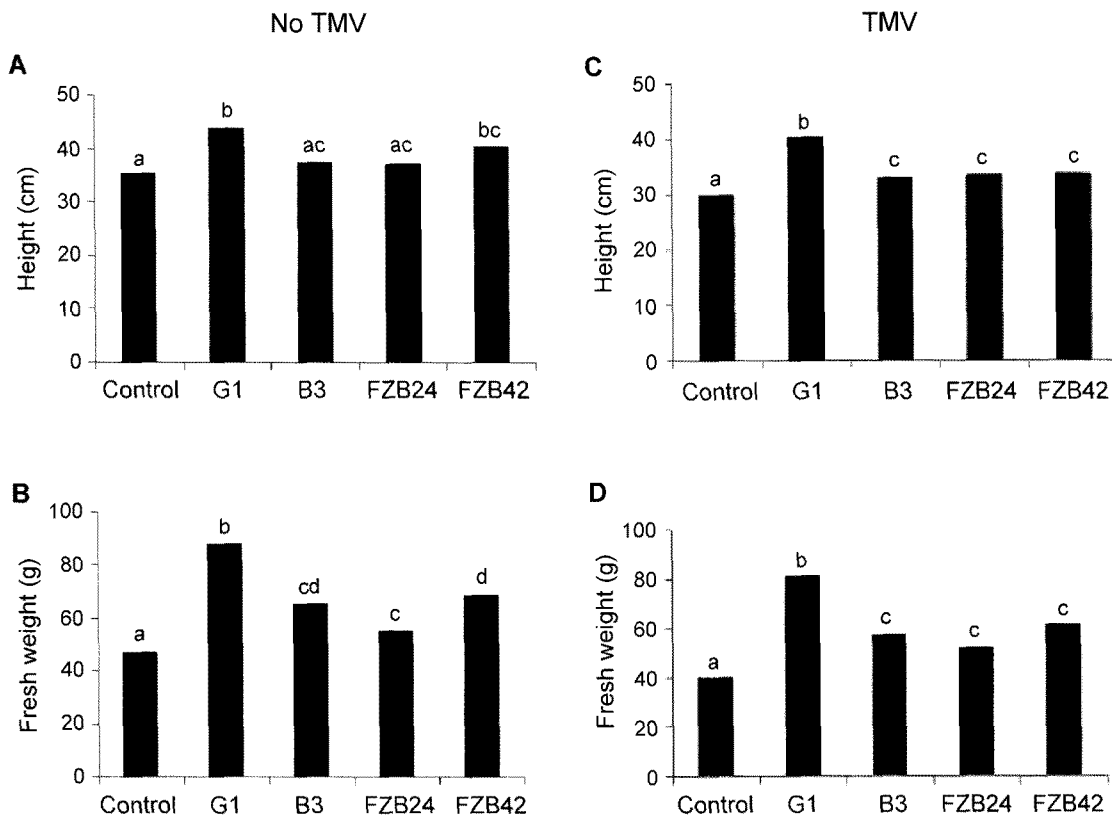 No TMV
TMV
A
50
40
30
20
10
0
Height (cm)
a
b
ac
ac
bc
Control
G1
B3
FZB24
FZB42
C
50
40
30
20
10
0
Height (cm)
a
b
c
c
c
Control
G1
B3
FZB24
FZB42
B
100
80
60
40
20
0
Fresh weight (g)
a
b
cd
c
d
Control
G1
B3
FZB24
FZB42
D
100
80
60
40
20
0
Fresh weight (g)
a
b
c
c
c
Control
G1
B3
FZB24
FZB42